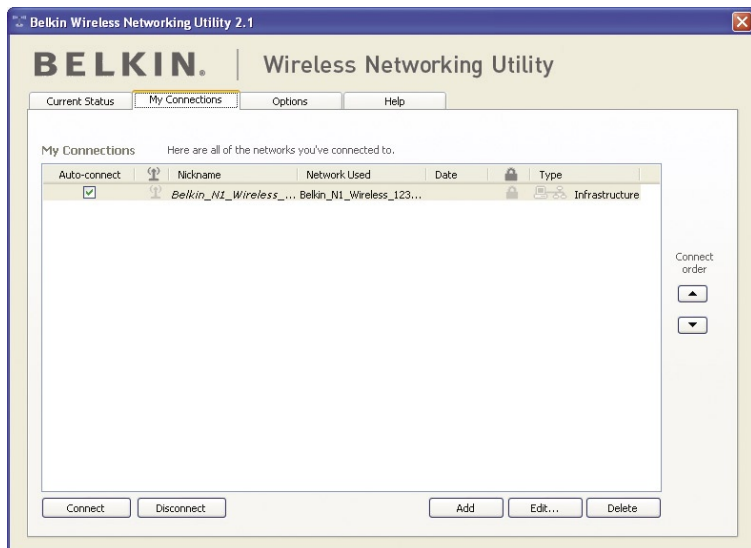 Belkin Wireless Networking Utility 2.1
BELKIN. | Wireless Networking Utility
Current Status My Connections Options Help
My Connections Here are all of the networks you've connected to.
Auto-connect Nickname Network Used Date Type
Belkin_N1_Wireless_... Belkin_N1_Wireless_123... Infrastructure
Connect
order
Connect Disconnect Add Edit... Delete